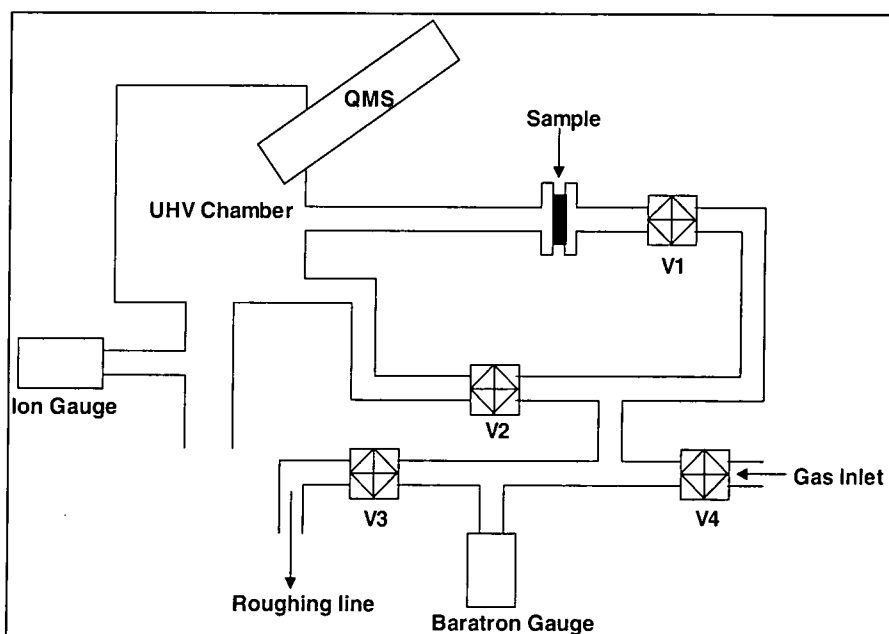 QMS
Sample
UHV Chamber
V1
Ion Gauge
V2
Gas Inlet
V3
V4
Roughing line
Baratron Gauge